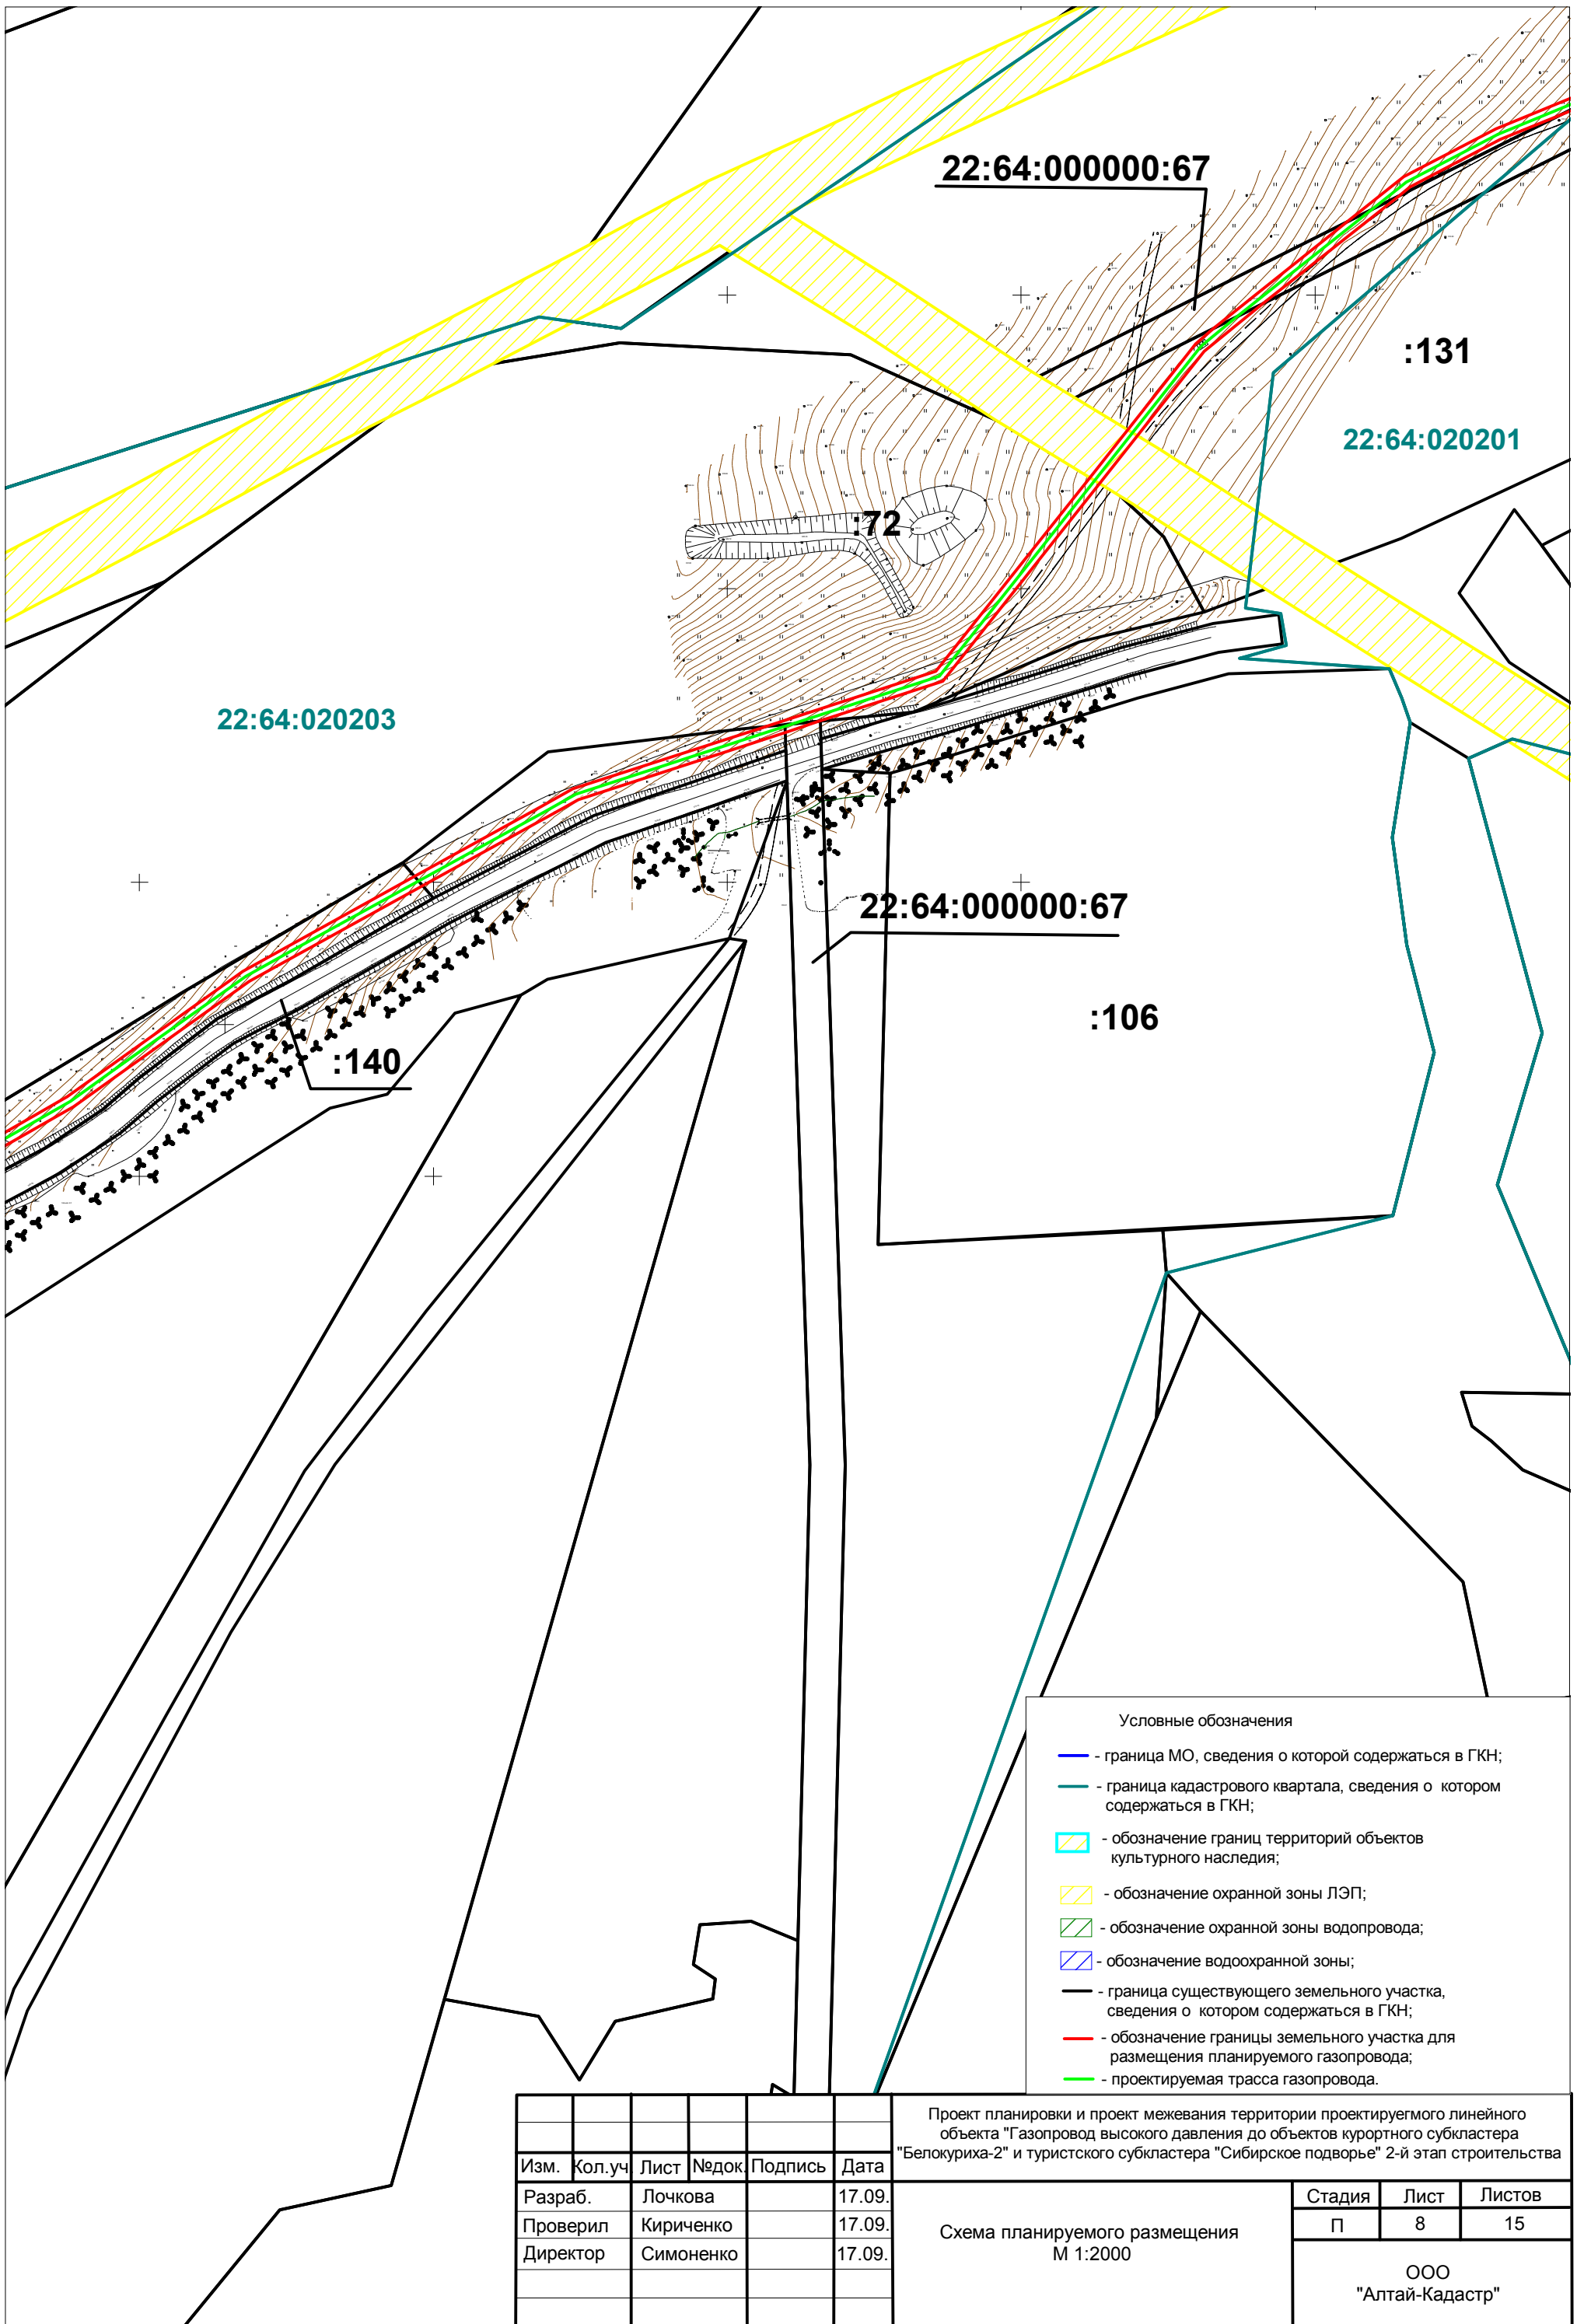 22:64:000000:67
:131
22:64:020201
:72
22:64:020203
22:64:000000:67
:106
:140
Условные обозначения
- граница МО, сведения о которой содержаться в ГКН;
- граница кадастрового квартала, сведения о котором
содержаться в ГКН;
- обозначение границ территорий объектов
культурного наследия;
- обозначение охранной зоны ЛЭП;
- обозначение охранной зоны водопровода;
- обозначение водоохранной зоны;
- граница существующего земельного участка,
сведения о котором содержаться в ГКН;
- обозначение границы земельного участка для
размещения планируемого газопровода;
- проектируемая трасса газопровода.
Проект планировки и проект межевания территории проектируегмого линейного
объекта "Газопровод высокого давления до объектов курортного субкластера
"Белокуриха-2" и туристского субкластера "Сибирское подворье" 2-й этап строительства
Изм. Кол.уч Лист №док. Подпись Дата
Разраб. Лочкова 17.09.
Проверил Кириченко 17.09.
Директор Симоненко 17.09.
Схема планируемого размещения
М 1:2000
Стадия Лист Листов
П 8 15
ООО
"Алтай-Кадастр"